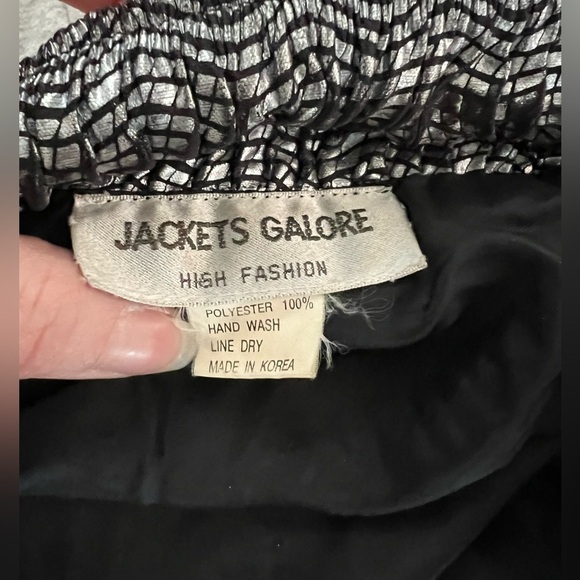 JACKETS GALORE
HIGH FASHION
POLYESTER 100%
HAND WASH
LINE DRY
MADE IN KOREA